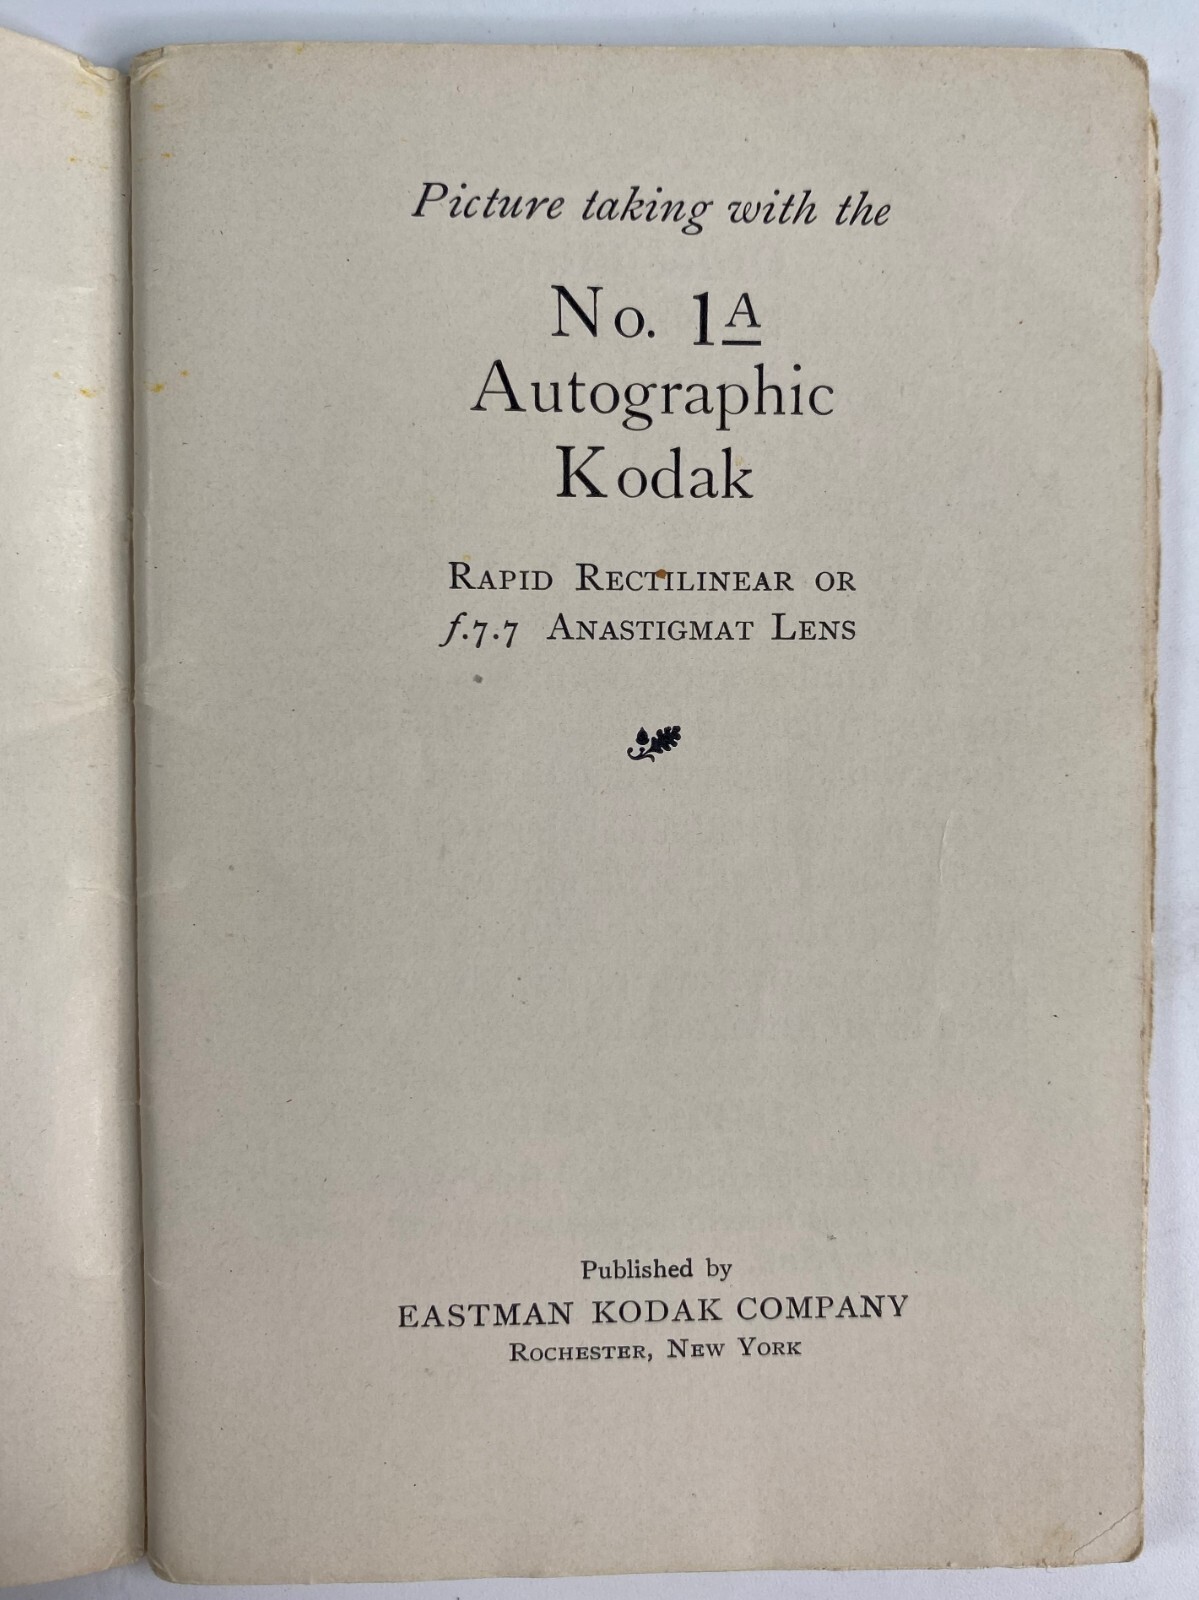 Picture taking with the
No. 1A
Autographic
Kodak
RAPID RECTILINEAR OR
f.7.7 ANASTIGMAT LENS
Published by
EASTMAN KODAK COMPANY
ROCHESTER, NEW YORK